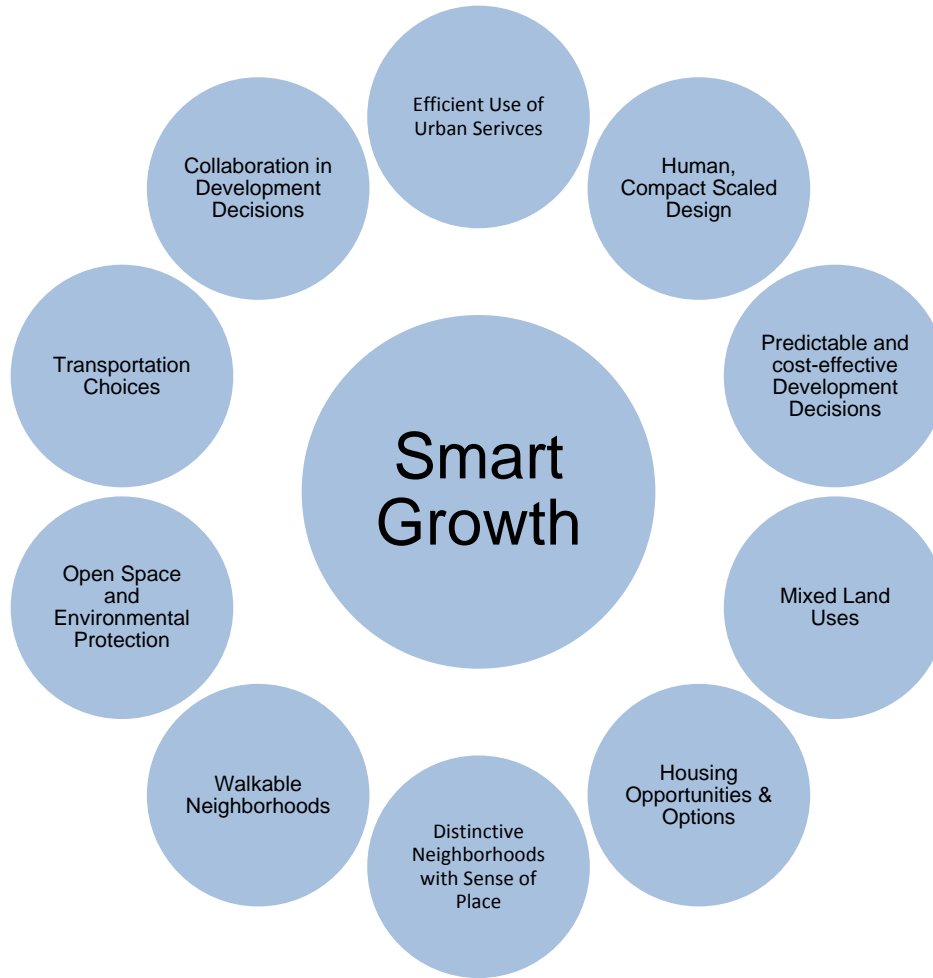 Efficient Use of
Urban Serivces
Human,
Compact Scaled
Design
Predictable and
cost-effective
Development
Decisions
Mixed Land
Uses
Housing
Opportunities &
Options
Distinctive
Neighborhoods
with Sense of
Place
Walkable
Neighborhoods
Open Space
and
Environmental
Protection
Transportation
Choices
Collaboration in
Development
Decisions
Smart
Growth